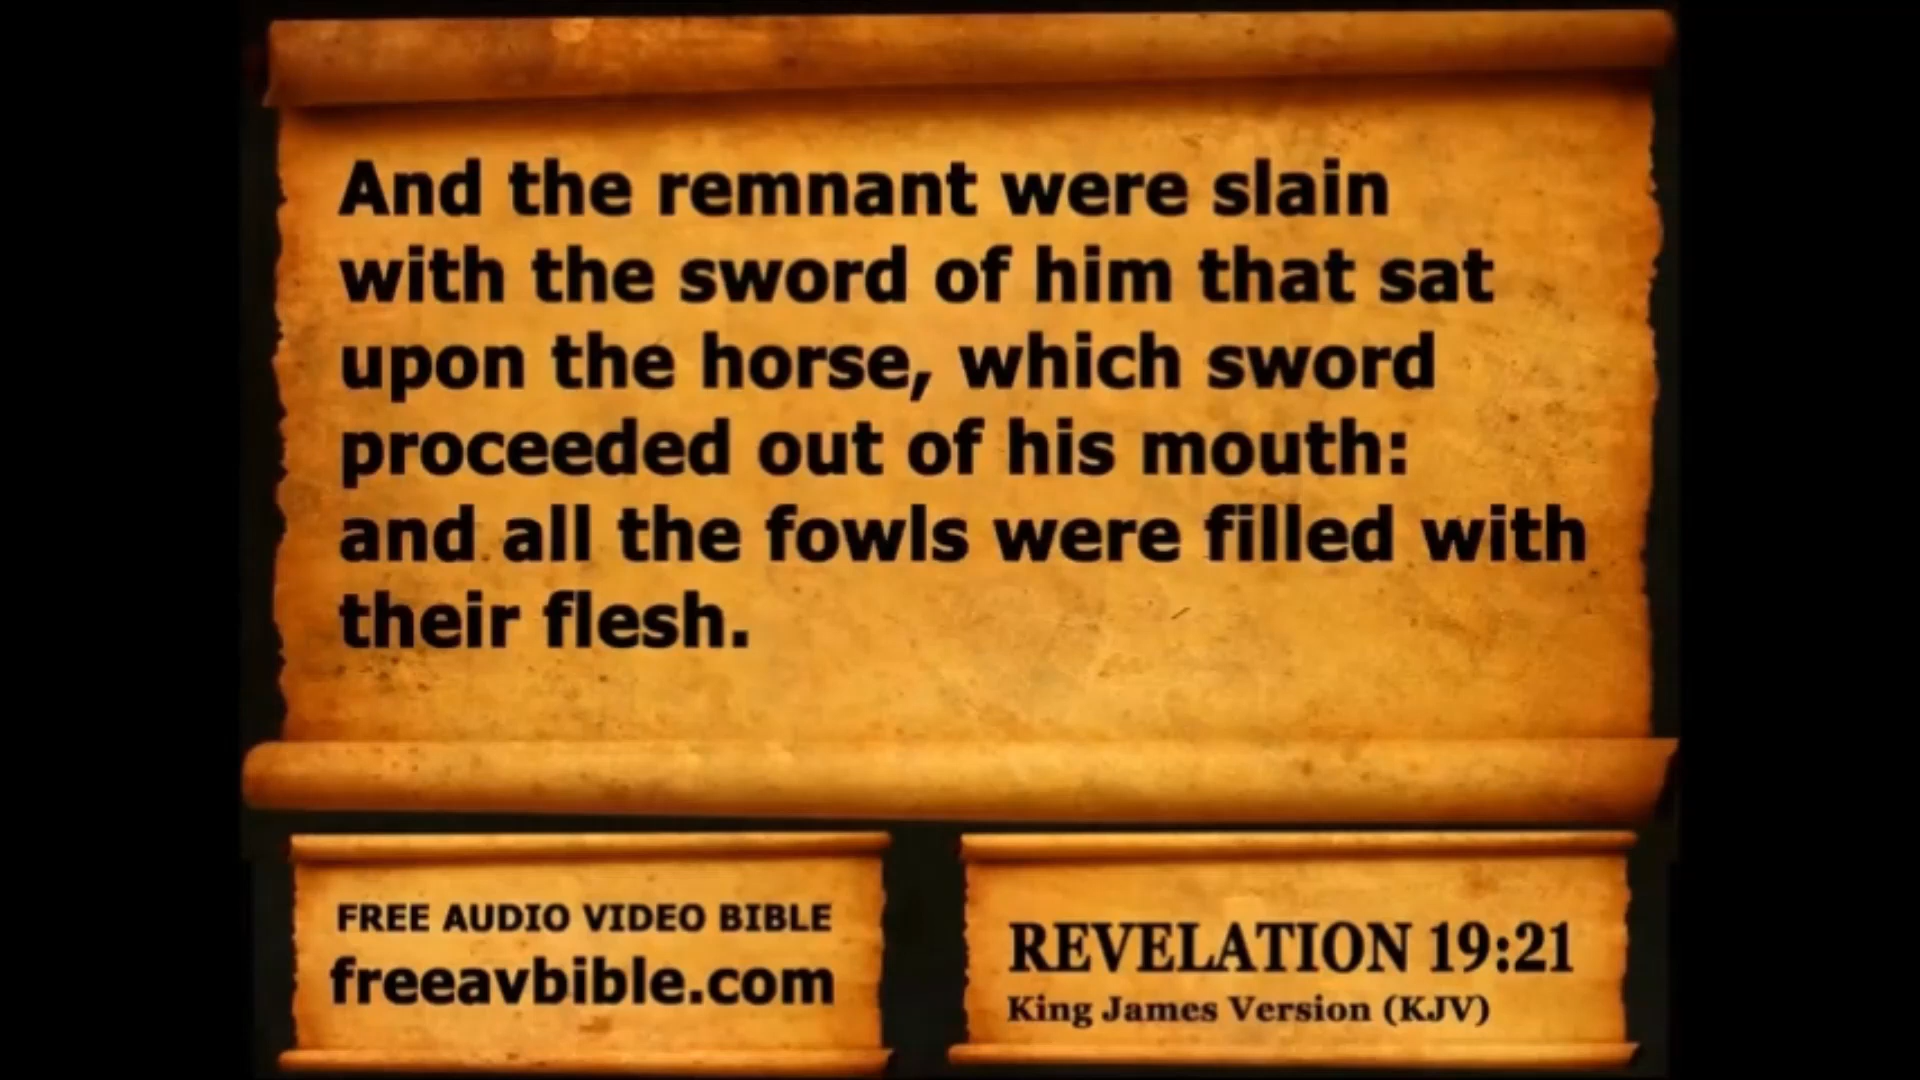 And the remnant were slain
with the sword of him that sat
upon the horse, which sword
proceeded out of his mouth:
and all the fowls were filled with
their flesh.
FREE AUDIO VIDEO BIBLE
freeavbible.com
REVELATION 19:21
King James Version (KJV)